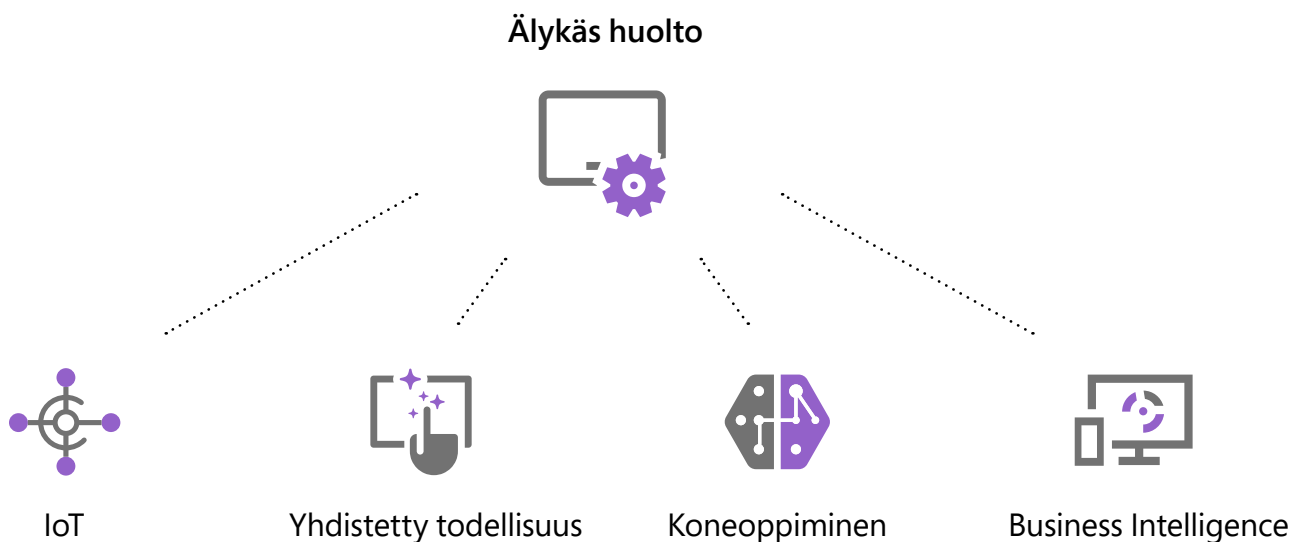 Älykäs huolto
IoT
Yhdistetty todellisuus
Koneoppiminen
Business Intelligence